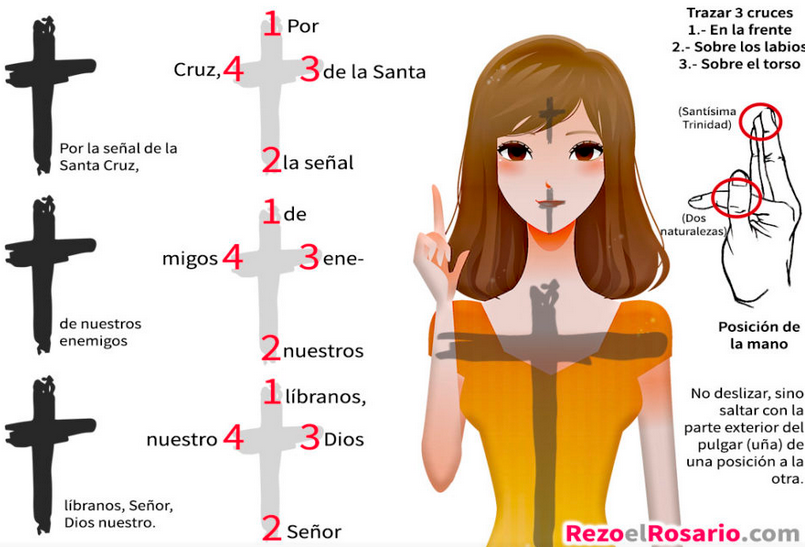 1 Por
Cruz, 4 3 de la Santa
2 la señal
Por la señal de la
Santa Cruz,
1 de
migos 4 3 ene-
2 nuestros
de nuestros
enemigos
1 líbranos,
nuestro 4 3 Dios
2 Señor
líbranos, Señor,
Dios nuestro.
Trazar 3 cruces
1.- En la frente
2.- Sobre los labios
3.- Sobre el torso
(Santísima
Trinidad)
(Dos
naturalezas)
Posición de
la mano
No deslizar, sino
saltar con la
parte exterior del
pulgar (uña) de
una posición a la
otra.
RezoelRosario.com